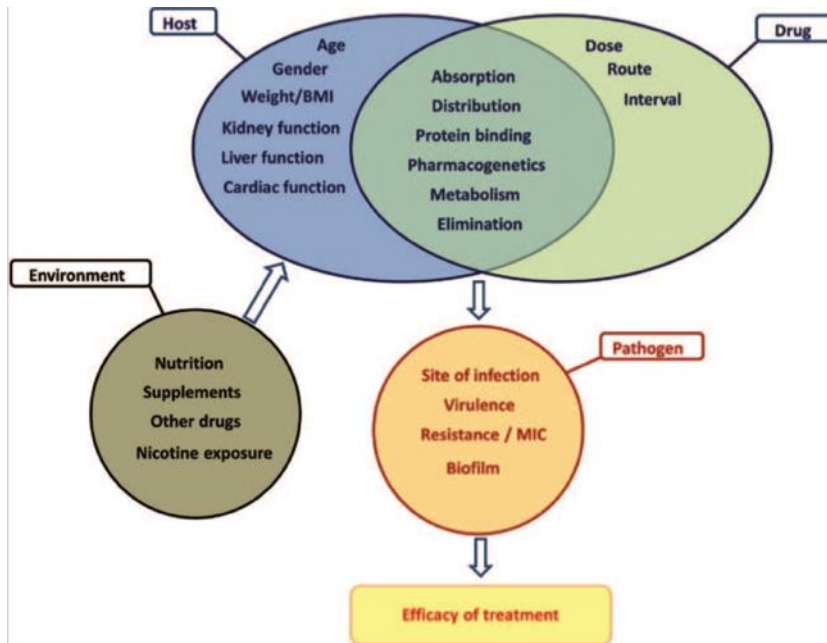 Host
Drug
Age
Gender
Weight/BMI
Kidney function
Liver function
Cardiac function
Absorption
Distribution
Protein binding
Pharmacogenetics
Metabolism
Elimination
Dose
Route
Interval
Environment
Nutrition
Supplements
Other drugs
Nicotine exposure
Pathogen
Site of infection
Virulence
Resistance / MIC
Biofilm
Efficacy of treatment